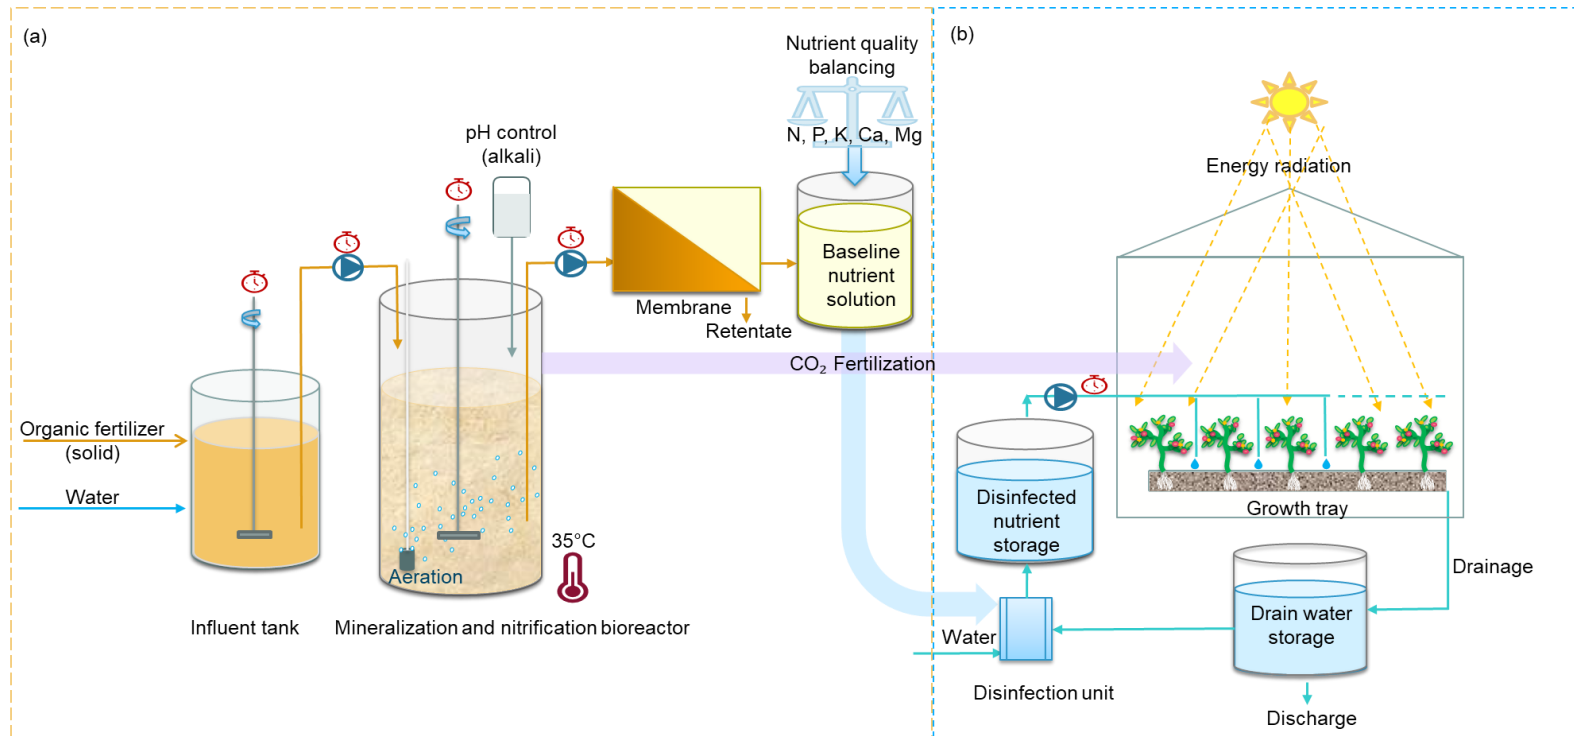 (a)
(b)
Nutrient quality
balancing
N, P, K, Ca, Mg
pH control
(alkali)
Energy radiation
Baseline
nutrient
solution
Membrane
Retentate
CO₂ Fertilization
Organic fertilizer
(solid)
Water
35°C
Aeration
Influent tank
Mineralization and nitrification bioreactor
Disinfected
nutrient
storage
Growth tray
Drainage
Drain water
storage
Water
Disinfection unit
Discharge